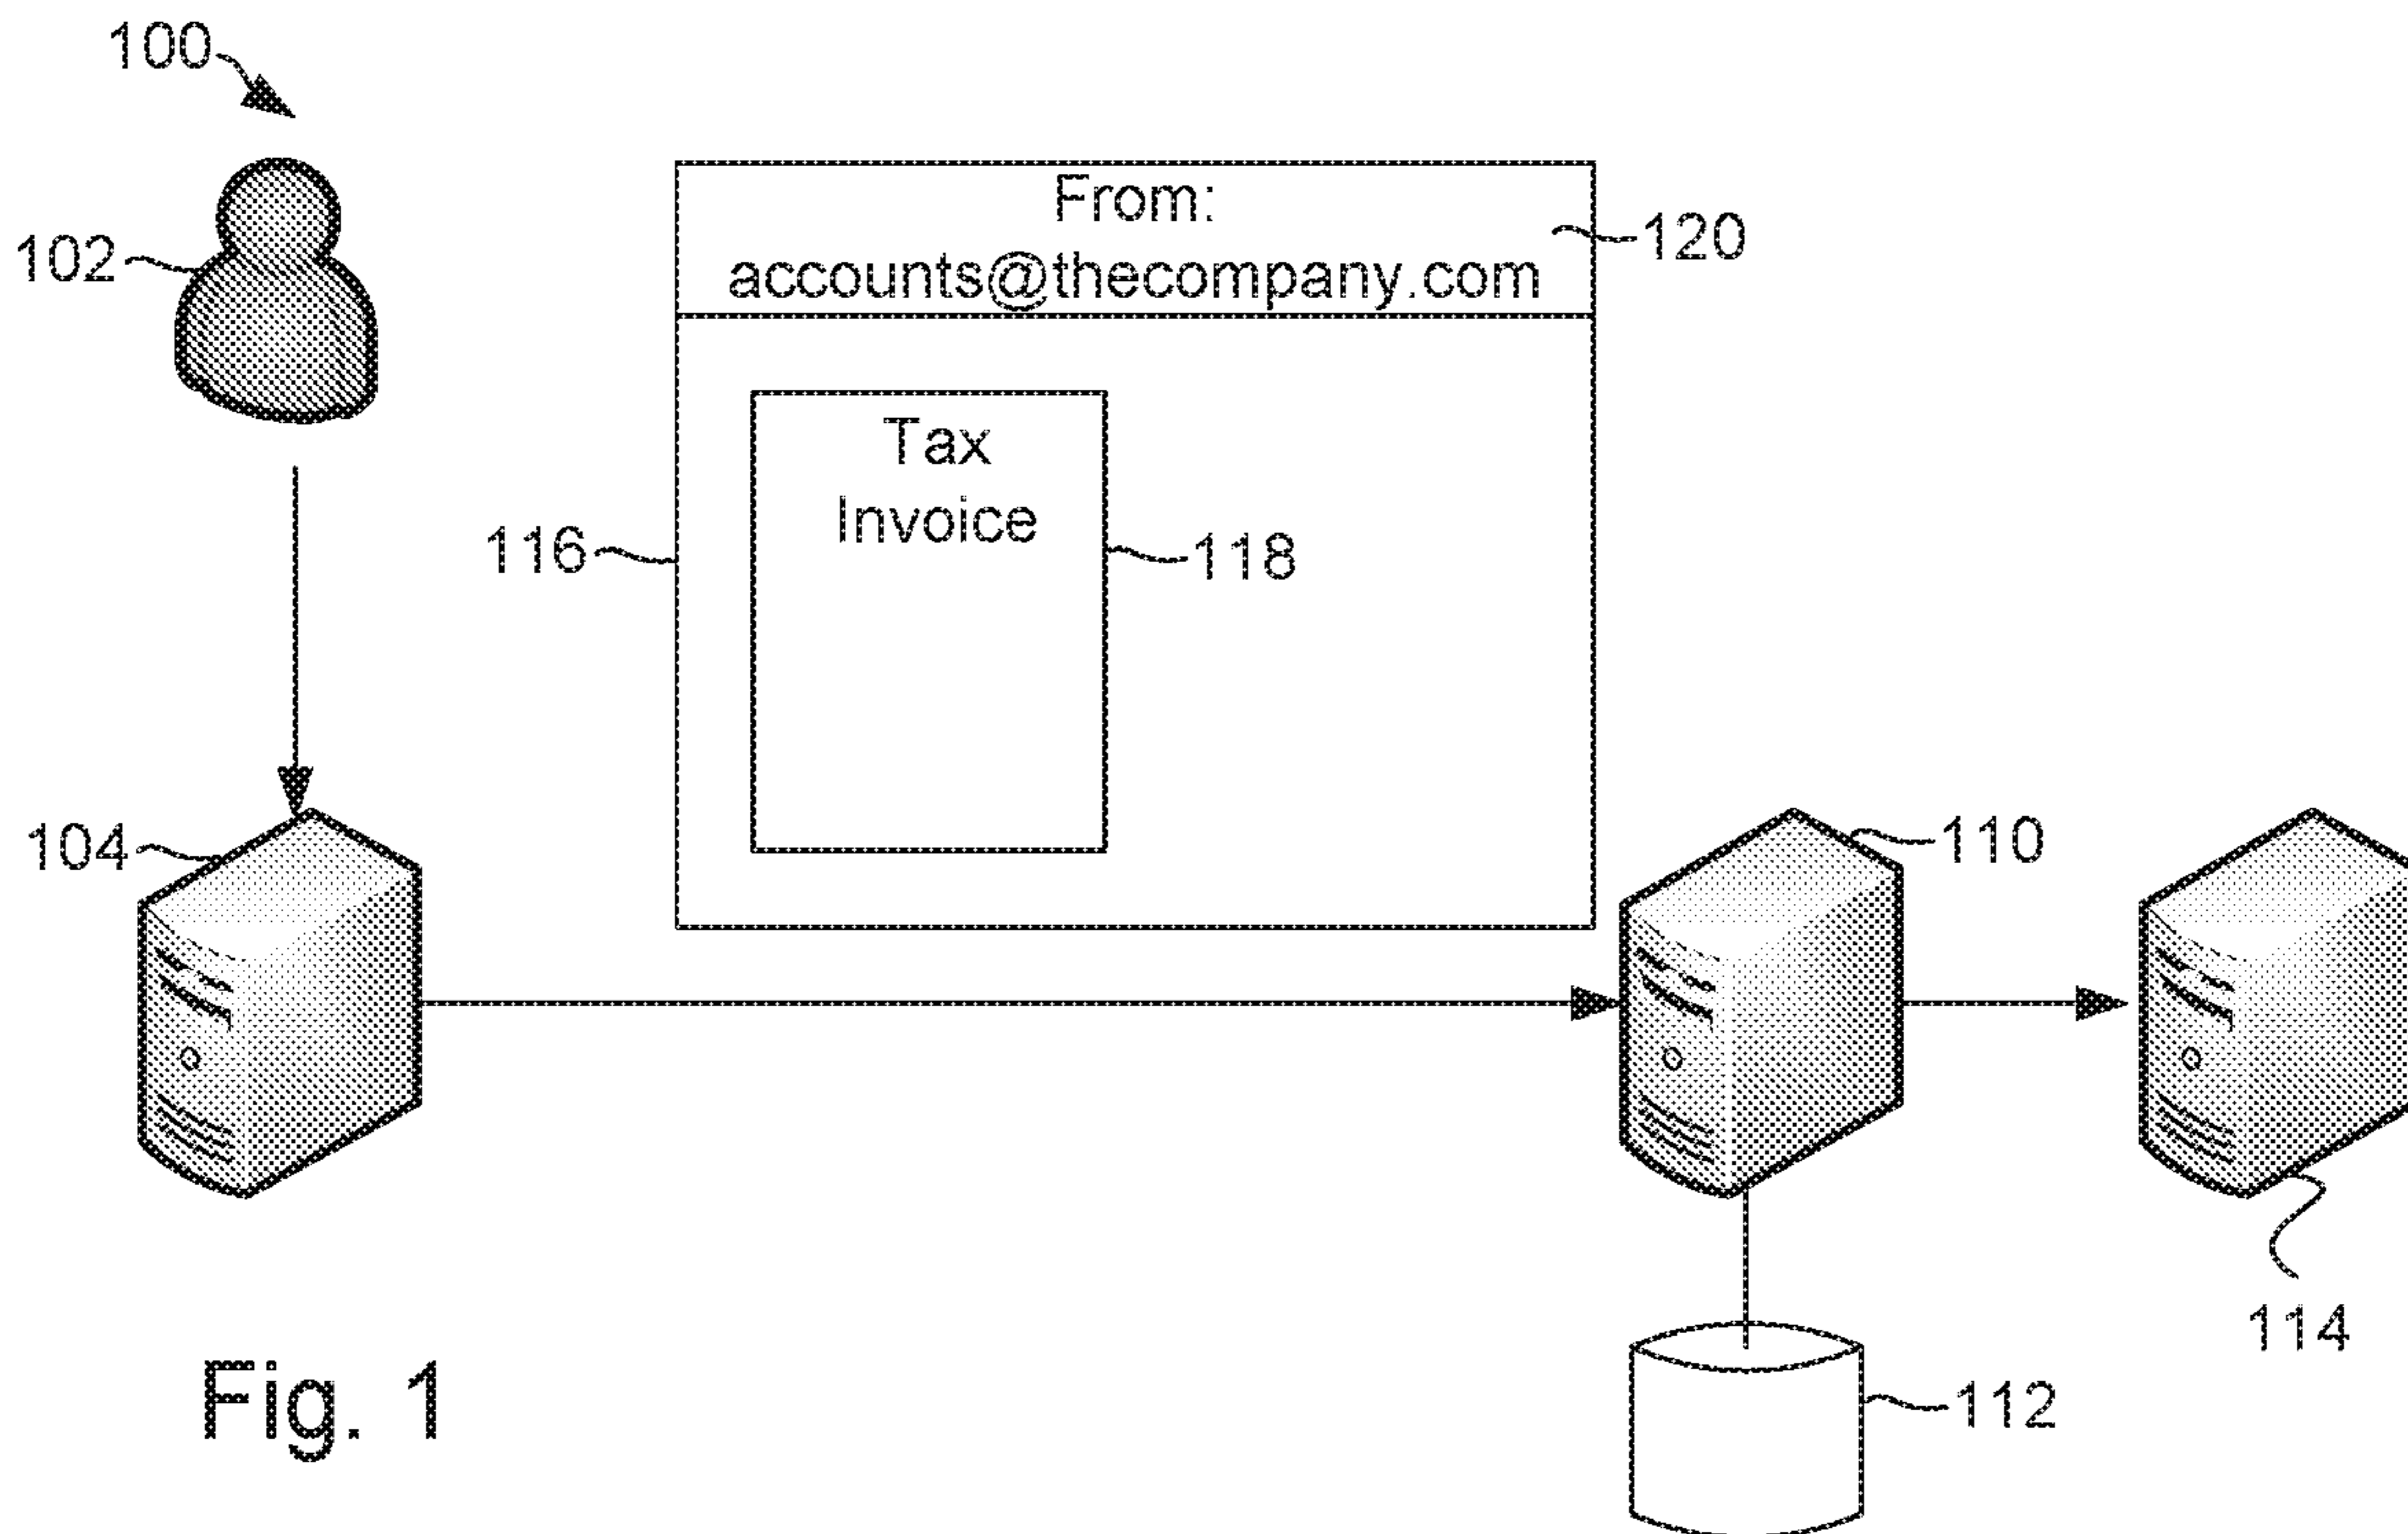 100
102
From:
accounts@thecompany.com
120
Tax
Invoice
116
118
104
110
114
112
Fig. 1